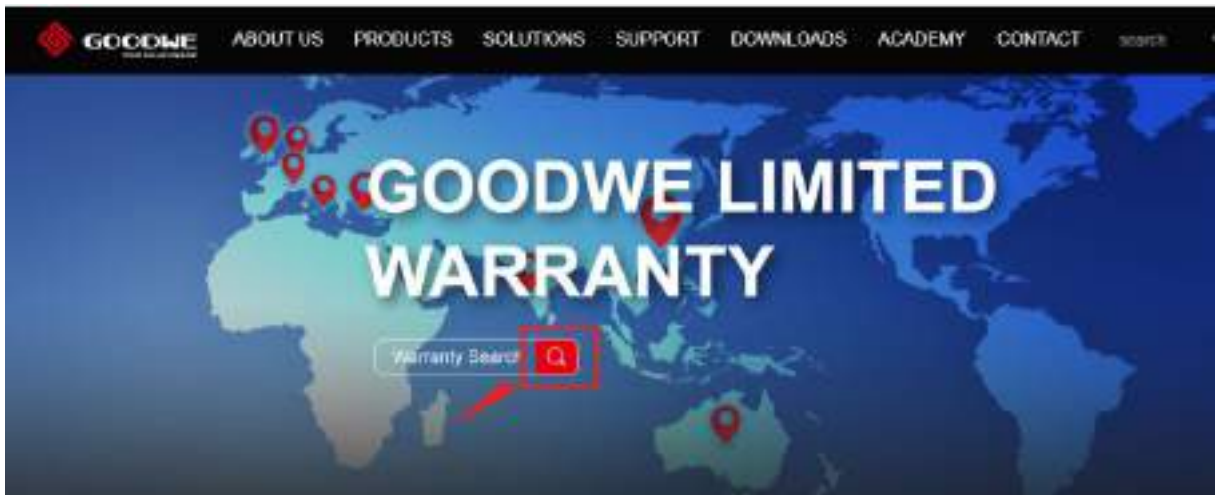 GOODWE
ABOUT US PRODUCTS SOLUTIONS SUPPORT DOWNLOADS ACADEMY CONTACT search
GOODWE LIMITED
WARRANTY
Warranty Search